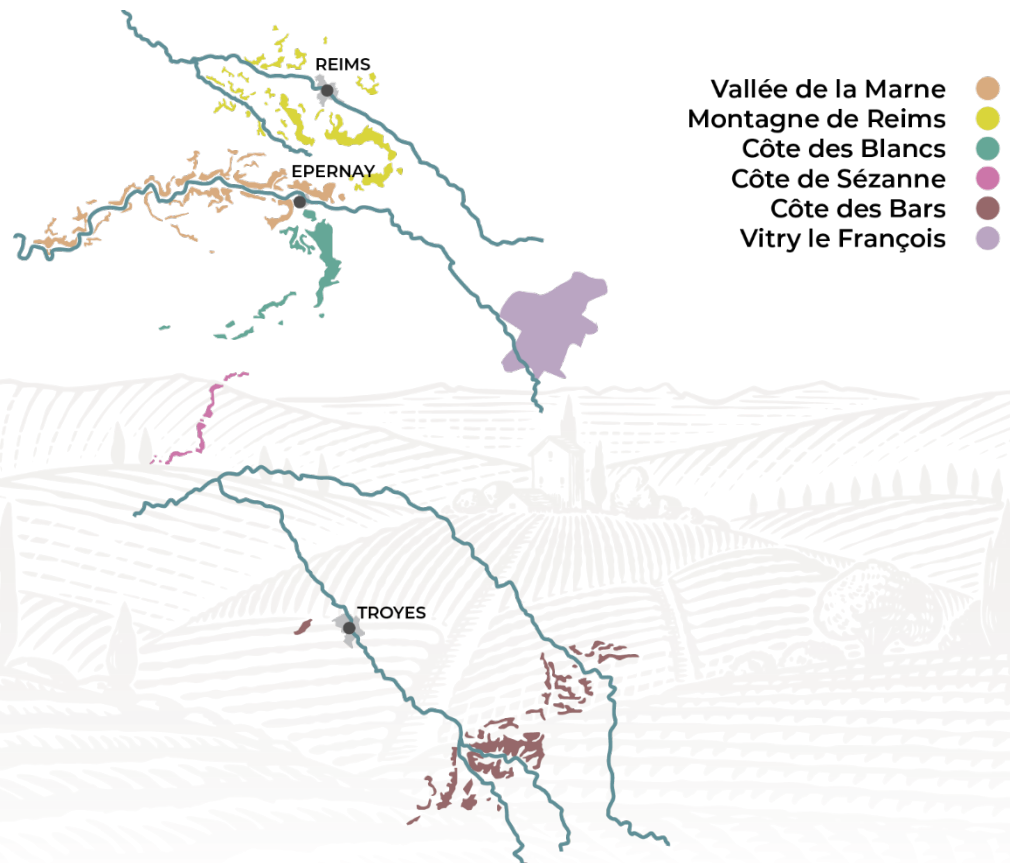 REIMS
EPERNAY
TROYES
Vallée de la Marne
Montagne de Reims
Côte des Blancs
Côte de Sézanne
Côte des Bars
Vitry le François